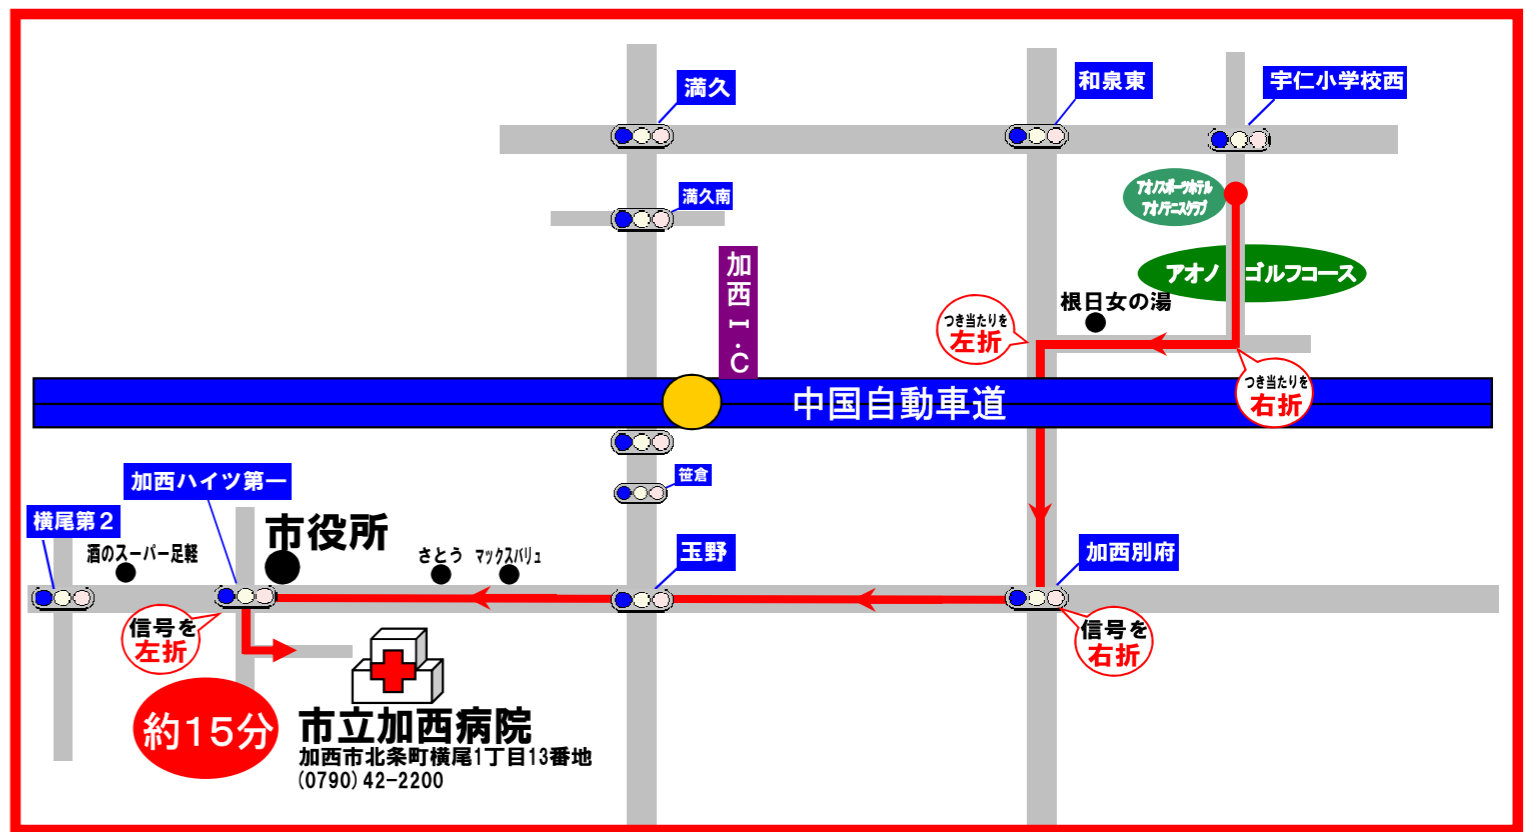 満久
和泉東
宇仁小学校西
アオノスポーツホテル
アオノテニスクラブ
満久南
加西I・C
アオノ ゴルフコース
根日女の湯
つき当たりを
左折
つき当たりを
右折
中国自動車道
笹倉
加西ハイツ第一
横尾第2
市役所
酒のスーパー足軽
さとう
マックスバリュ
玉野
加西別府
信号を
左折
信号を
右折
約15分
市立加西病院
加西市北条町横尾1丁目13番地
(0790)42-2200